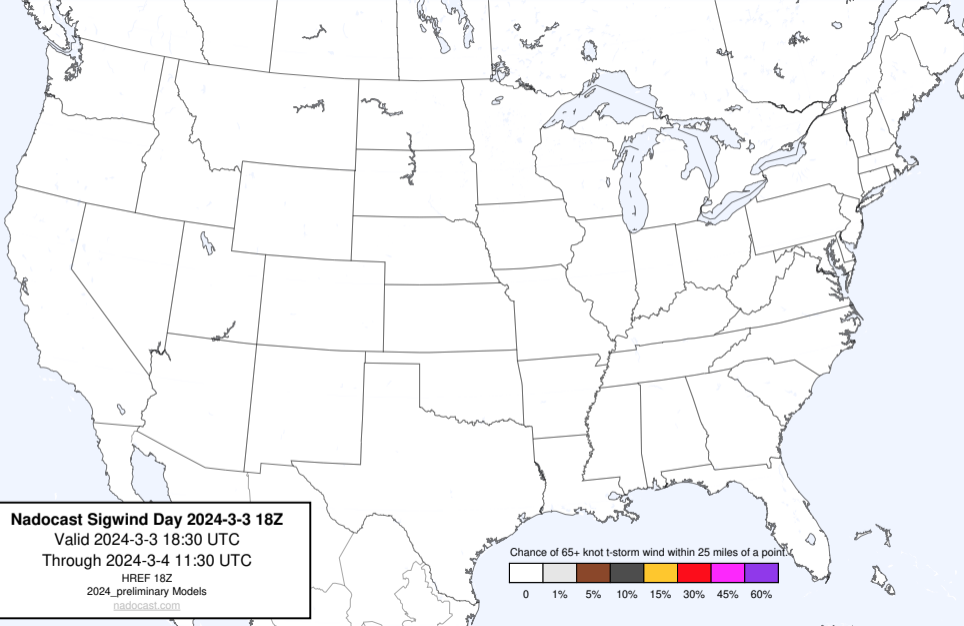 Nadocast Sigwind Day 2024-3-3 18Z
Valid 2024-3-3 18:30 UTC
Through 2024-3-4 11:30 UTC
HREF 18Z
2024_preliminary Models
nadocast.com
Chance of 65+ knot t-storm wind within 25 miles of a point.
0 1% 5% 10% 15% 30% 45% 60%